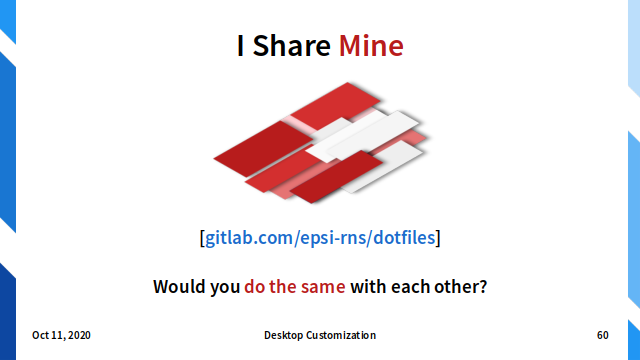 I Share Mine
[gitlab.com/epsi-rns/dotfiles]
Would you do the same with each other?
Oct 11, 2020 Desktop Customization 60